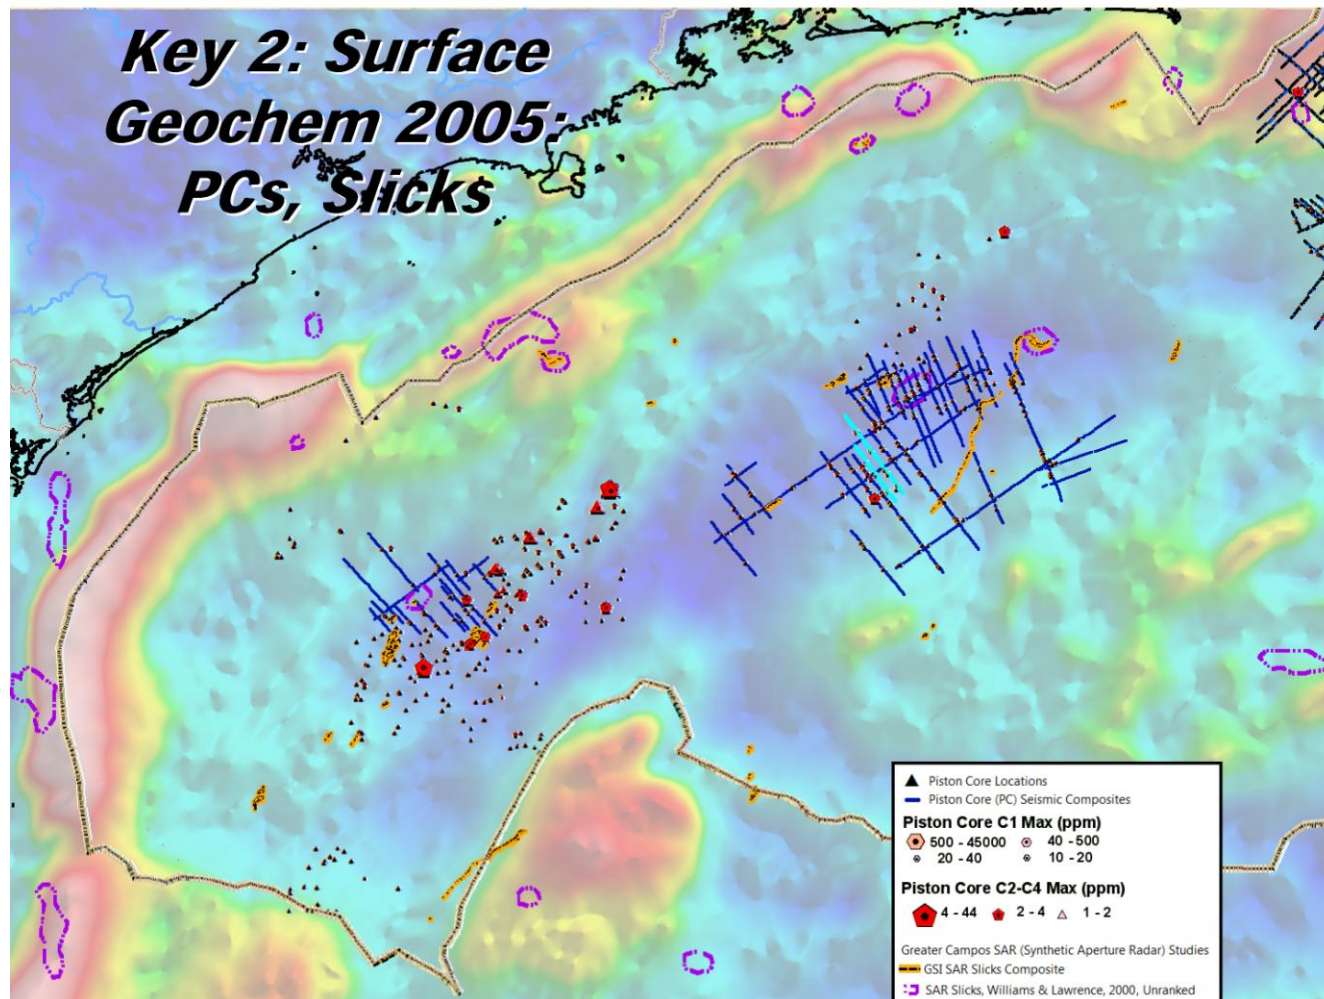 Key 2: Surface
Geochem 2005:
PCs, Slicks
Piston Core Locations
Piston Core (PC) Seismic Composites
Piston Core C1 Max (ppm)
500 - 45000 40 - 500
20 - 40 10 - 20
Piston Core C2-C4 Max (ppm)
4 - 44 2 - 4 1 - 2
Greater Campos SAR (Synthetic Aperture Radar) Studies
GSI SAR Slicks Composite
SAR Slicks, Williams & Lawrence, 2000, Unranked